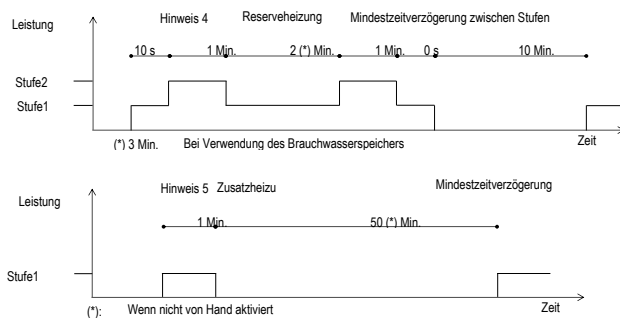 Leistung
Hinweis 4 Reserveheizung Mindestzeitverzögerung zwischen Stufen
10 s 1 Min. 2 (*) Min. 1 Min. 0 s 10 Min.
Stufe2
Stufe1
(*) 3 Min. Bei Verwendung des Brauchwasserspeichers Zeit
Leistung
Hinweis 5 Zusatzheizu Mindestzeitverzögerung
1 Min. 50 (*) Min.
Stufe1
(*): Wenn nicht von Hand aktiviert Zeit